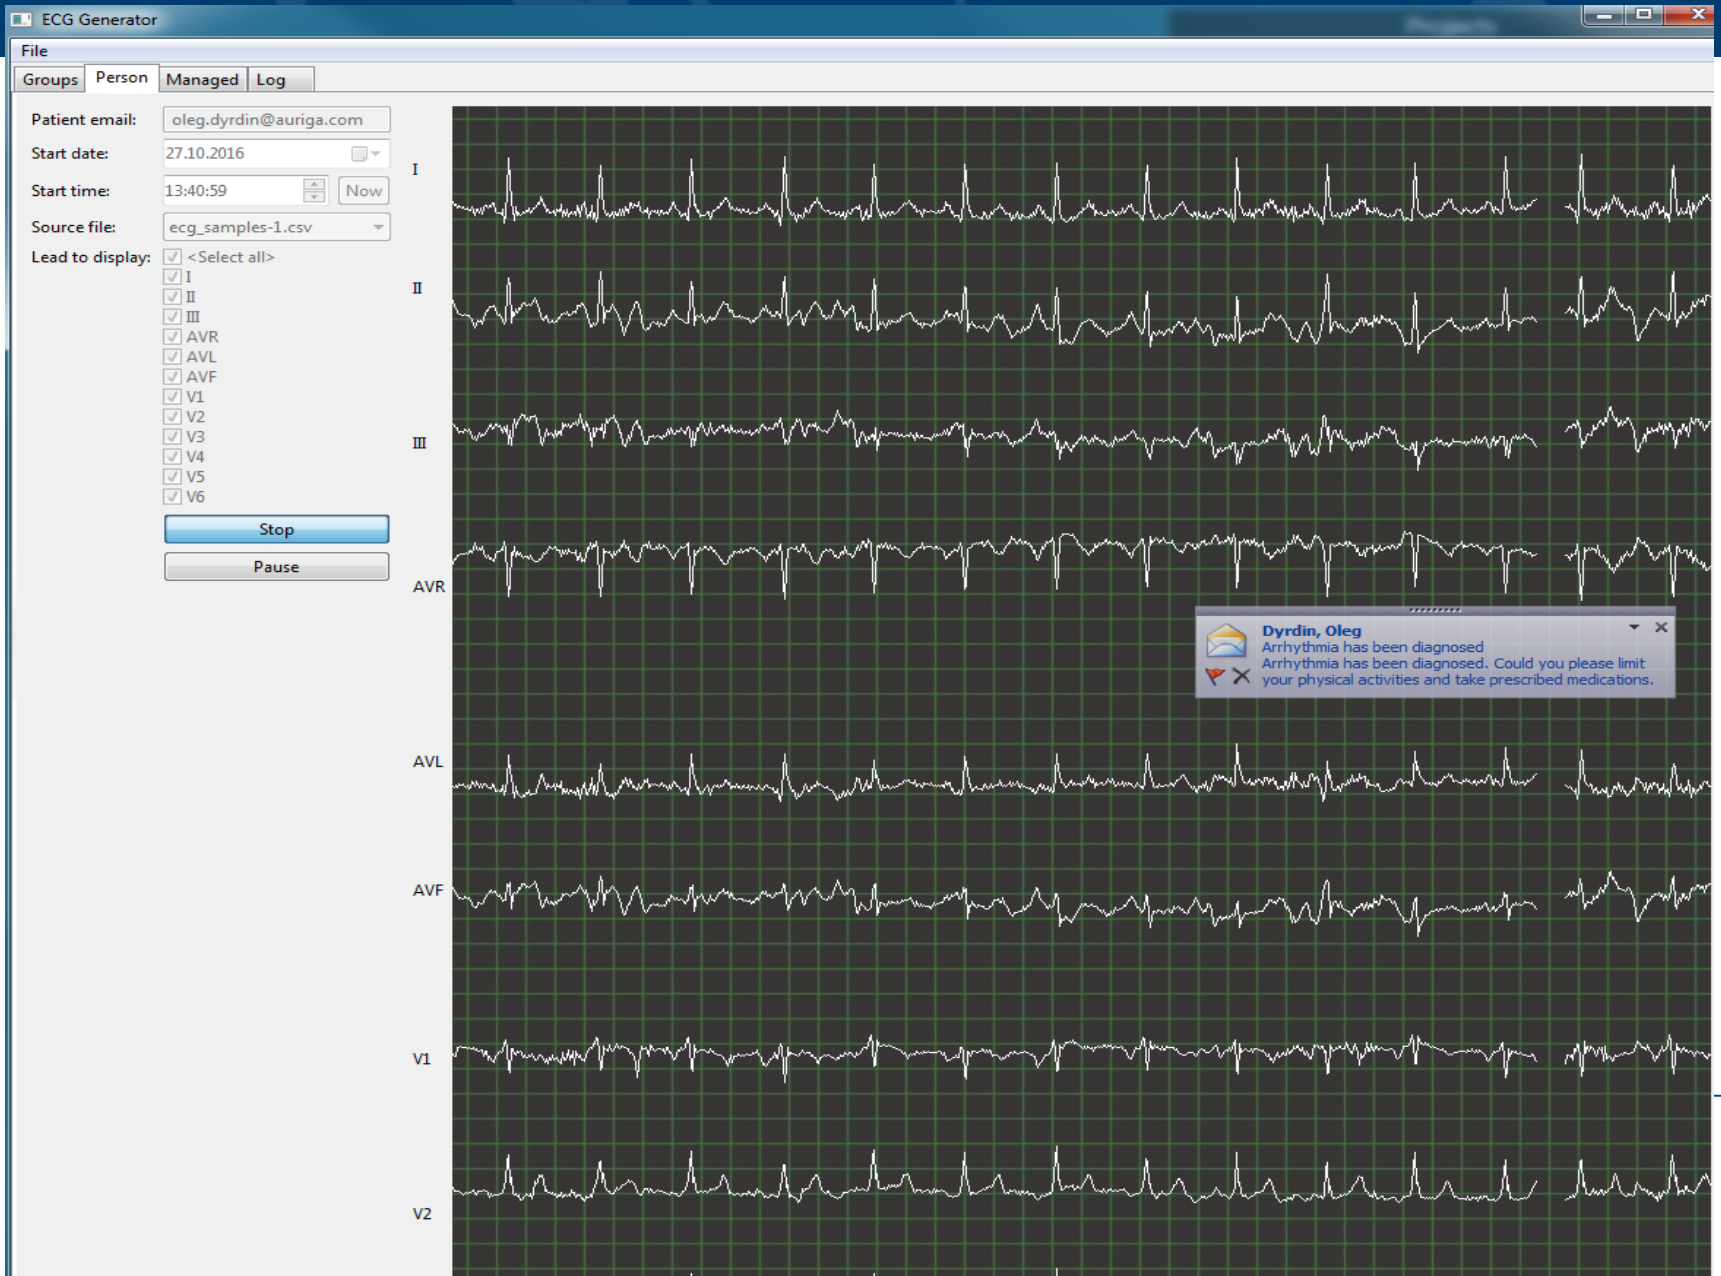 ECG Generator
Projects
File
Groups Person Managed Log
Patient email: oleg.dyrdin@auriga.com
Start date: 27.10.2016
Start time: 13:40:59 Now
Source file: ecg_samples-1.csv
Lead to display: <Select all>
I
II
III
AVR
AVL
AVF
V1
V2
V3
V4
V5
V6
Stop
Pause
I
II
III
AVR
Dyrdin, Oleg
Arrhythmia has been diagnosed
Arrhythmia has been diagnosed. Could you please limit
your physical activities and take prescribed medications.
AVL
AVF
V1
V2